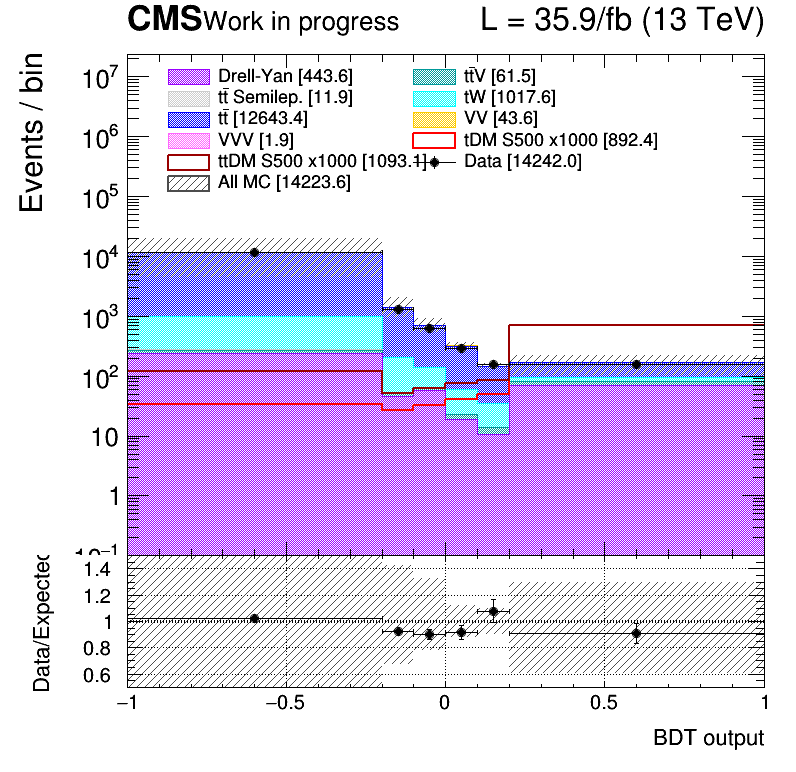 CMS Work in progress L = 35.9/fb (13 TeV)
Events / bin
10⁷
10⁶
10⁵
10⁴
10³
10²
10
1
10⁻¹
Drell-Yan [443.6] tt̄V [61.5]
tt̄ Semilep. [11.9] tW [1017.6]
tt̄ [12643.4] VV [43.6]
VVV [1.9] tDM S500 x1000 [892.4]
ttDM S500 x1000 [1093.1] Data [14242.0]
All MC [14223.6]
Data/Expected
1.4
1.2
1
0.8
0.6
−1 −0.5 0 0.5 1
BDT output